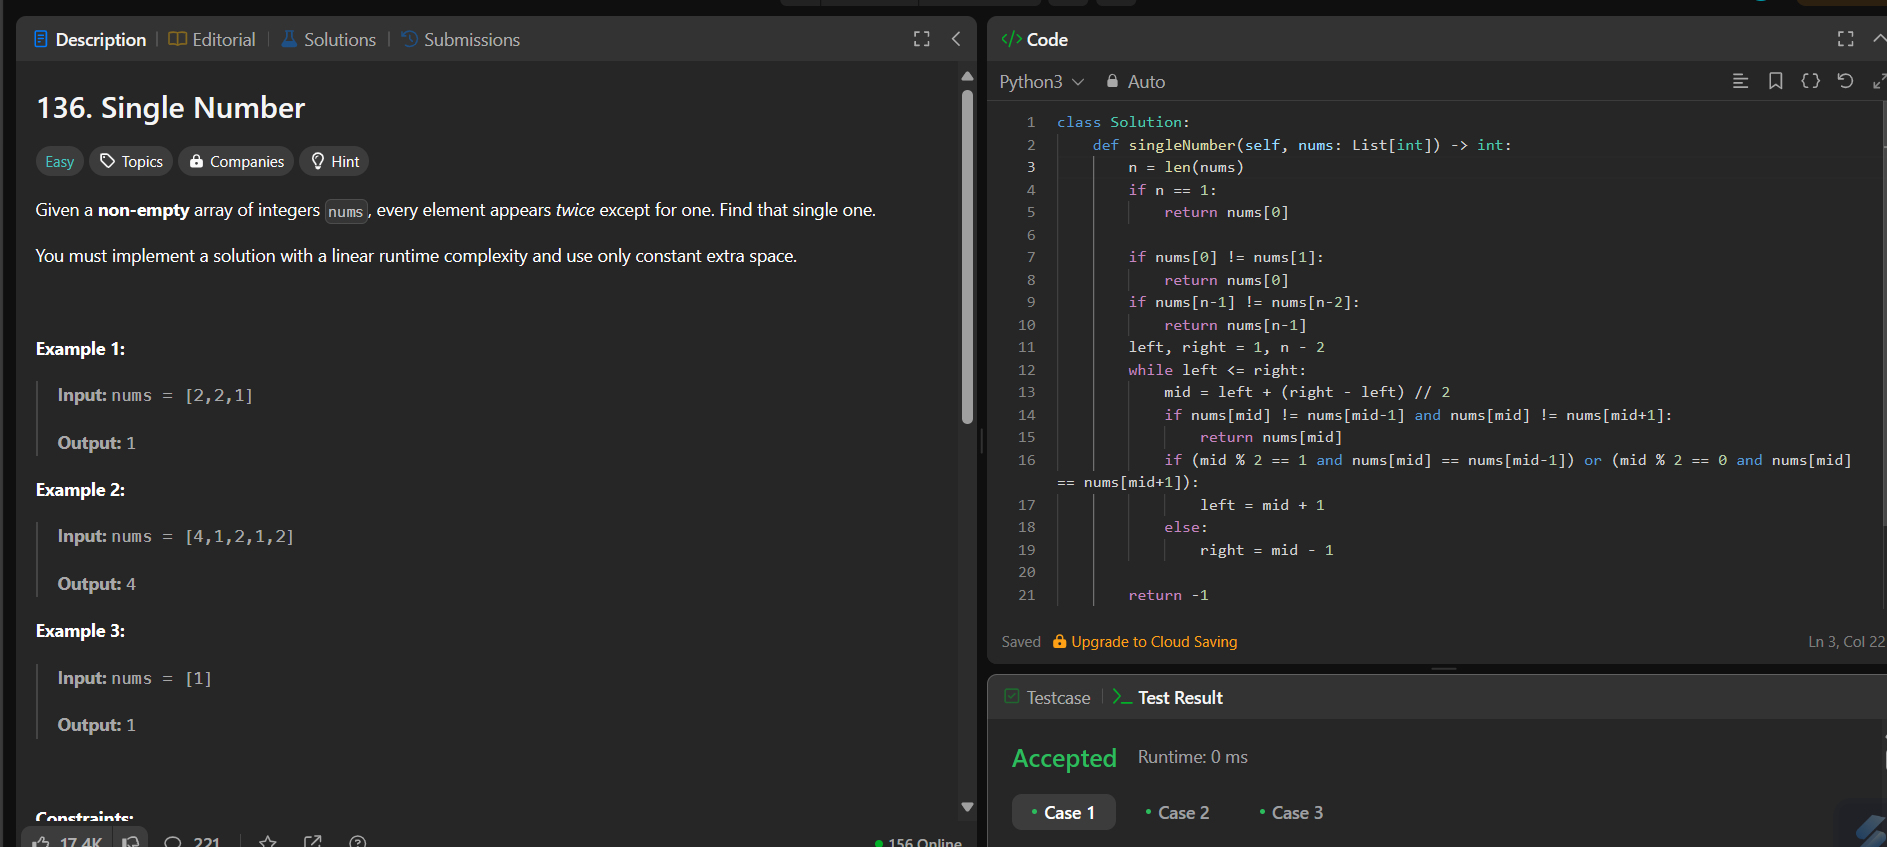 Description
Editorial
Solutions
Submissions
136. Single Number
Easy
Topics
Companies
Hint
Given a non-empty array of integers nums, every element appears twice except for one. Find that single one.
You must implement a solution with a linear runtime complexity and use only constant extra space.
Example 1:
Input: nums = [2,2,1]
Output: 1
Example 2:
Input: nums = [4,1,2,1,2]
Output: 4
Example 3:
Input: nums = [1]
Output: 1
Constraints:
17.4K
221
156 Online
</> Code
Python3
Auto
1 class Solution:
2 def singleNumber(self, nums: List[int]) -> int:
3 n = len(nums)
4 if n == 1:
5 return nums[0]
6
7 if nums[0] != nums[1]:
8 return nums[0]
9 if nums[n-1] != nums[n-2]:
10 return nums[n-1]
11 left, right = 1, n - 2
12 while left <= right:
13 mid = left + (right - left) // 2
14 if nums[mid] != nums[mid-1] and nums[mid] != nums[mid+1]:
15 return nums[mid]
16 if (mid % 2 == 1 and nums[mid] == nums[mid-1]) or (mid % 2 == 0 and nums[mid]
== nums[mid+1]):
17 left = mid + 1
18 else:
19 right = mid - 1
20
21 return -1
Saved
Upgrade to Cloud Saving
Ln 3, Col 22
Testcase
Test Result
Accepted
Runtime: 0 ms
Case 1
Case 2
Case 3